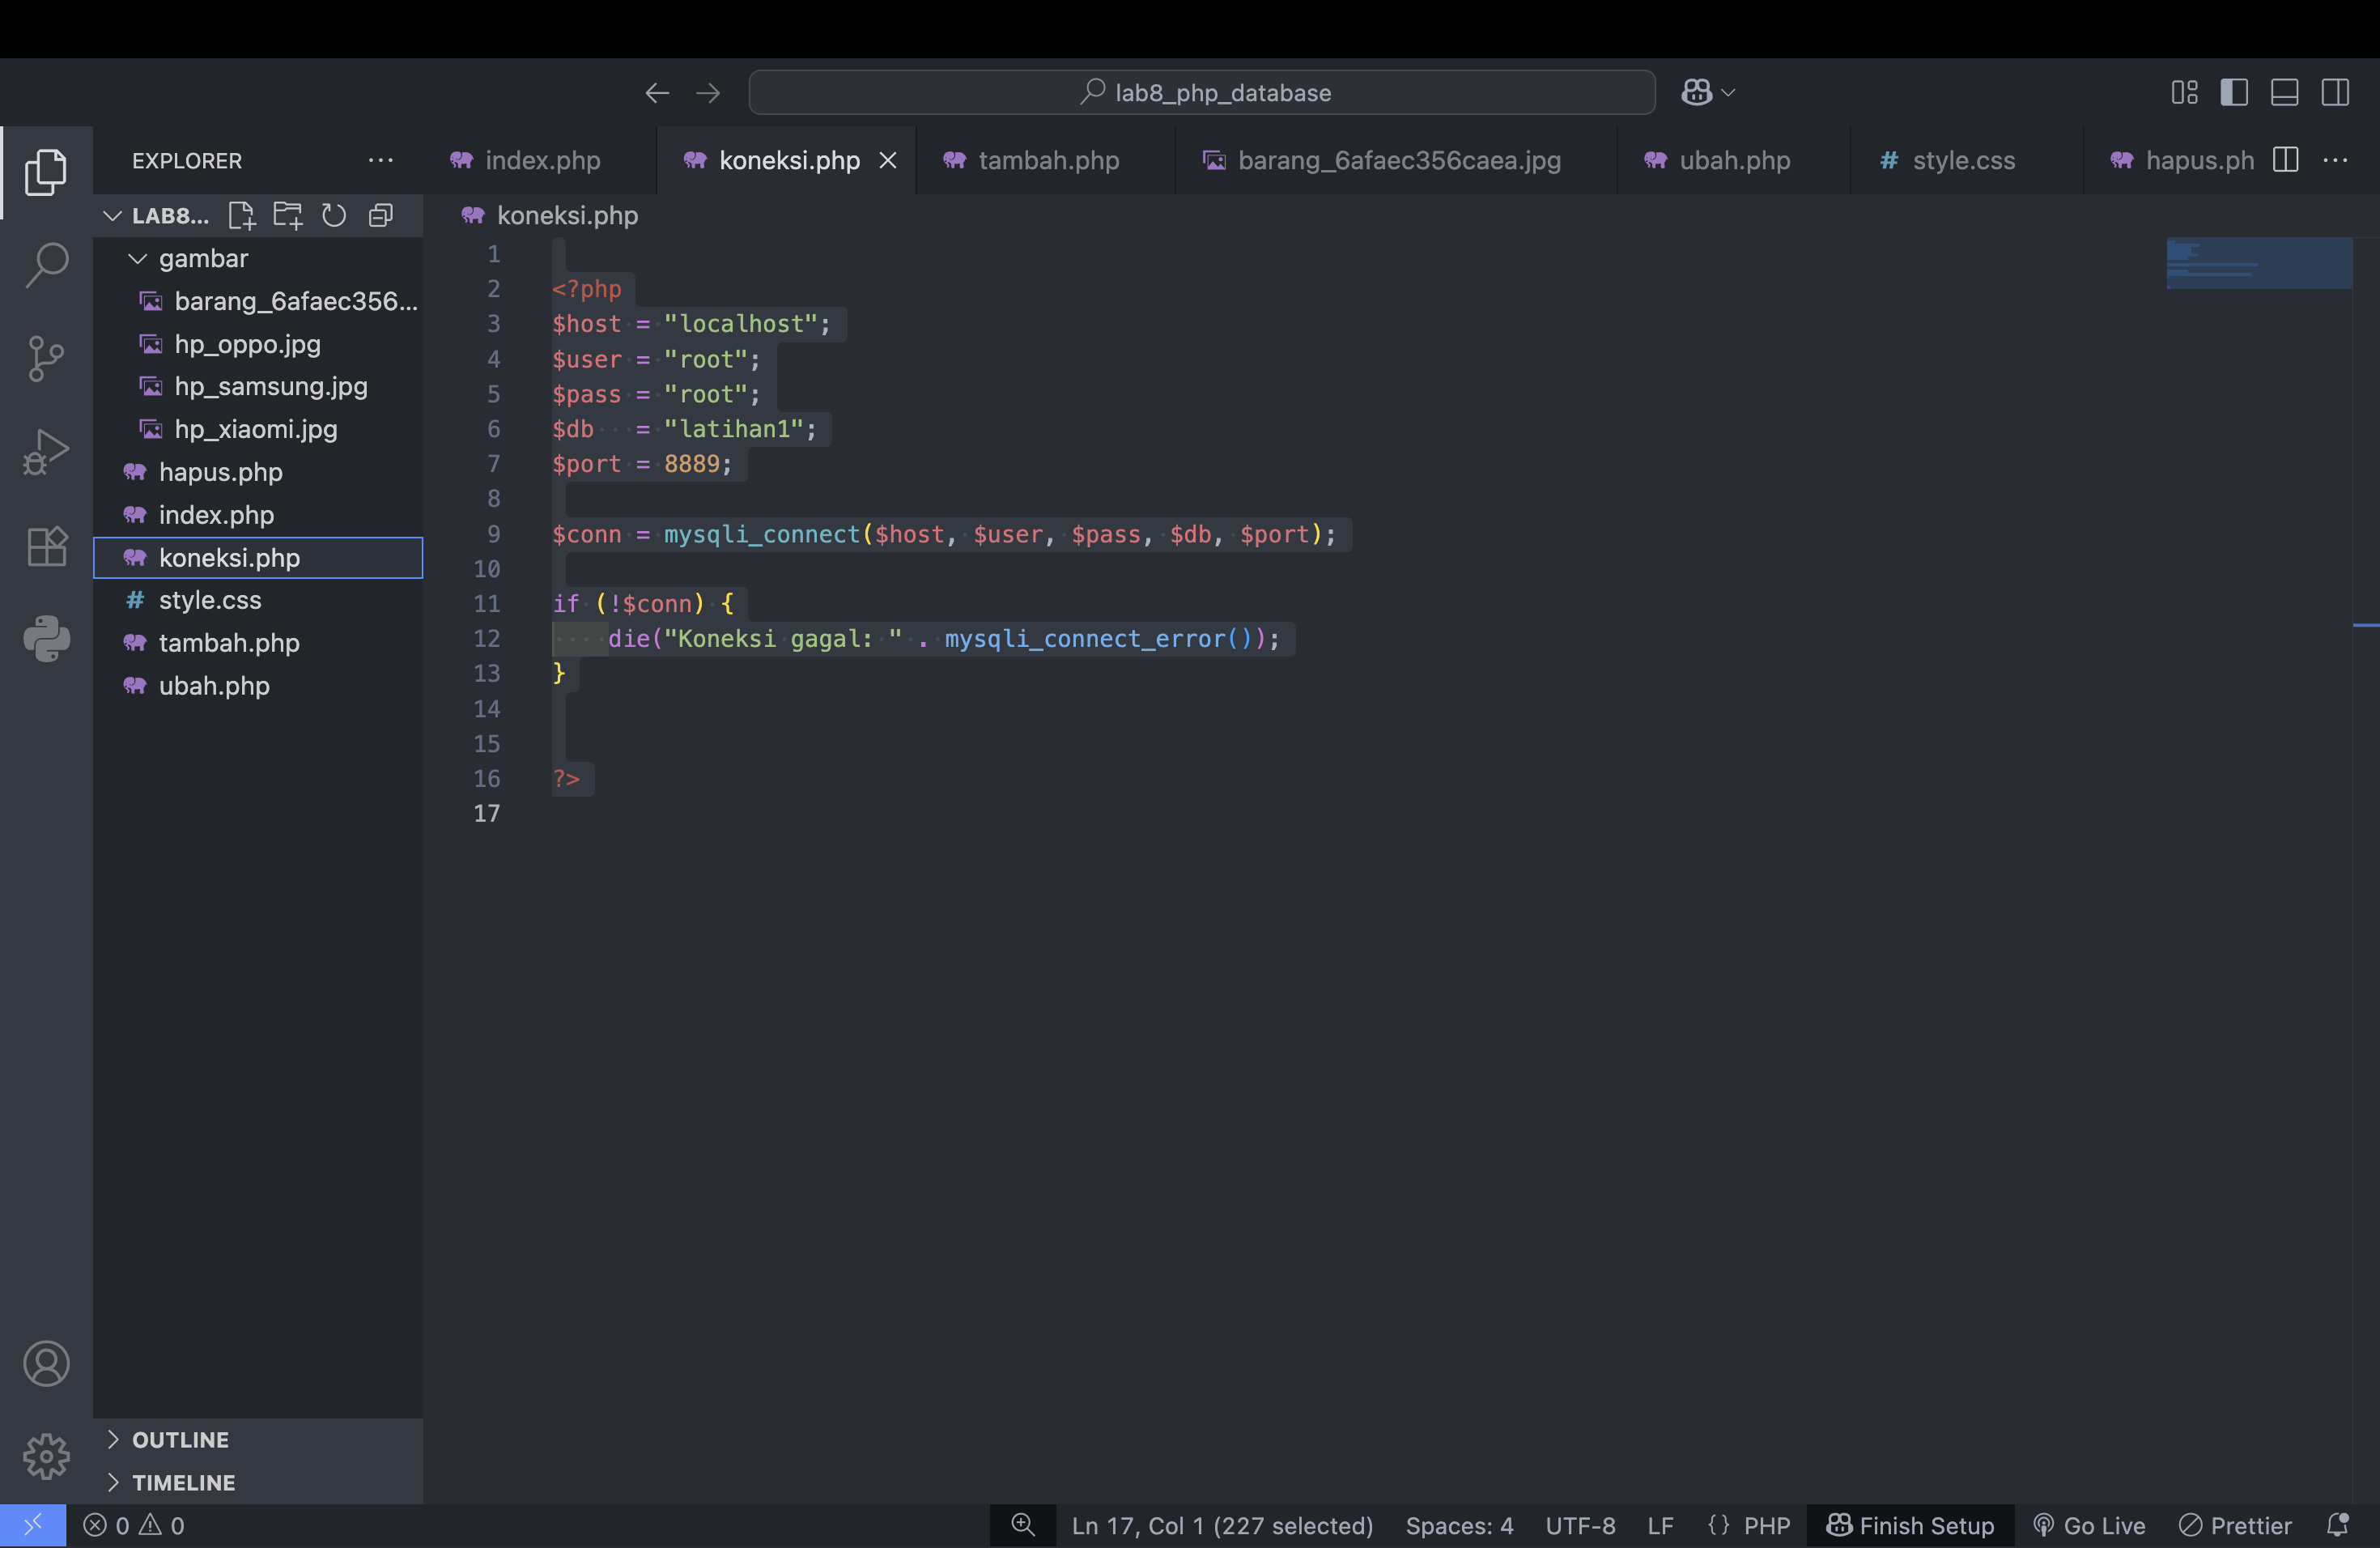 lab8_php_database
EXPLORER
index.php
koneksi.php
tambah.php
barang_6afaec356caea.jpg
ubah.php
# style.css
hapus.ph
LAB8...
koneksi.php
gambar
barang_6afaec356...
hp_oppo.jpg
hp_samsung.jpg
hp_xiaomi.jpg
hapus.php
index.php
koneksi.php
# style.css
tambah.php
ubah.php
1
2 <?php
3 $host = "localhost";
4 $user = "root";
5 $pass = "root";
6 $db   = "latihan1";
7 $port = 8889;
8
9 $conn = mysqli_connect($host, $user, $pass, $db, $port);
10
11 if (!$conn) {
12     die("Koneksi gagal: " . mysqli_connect_error());
13 }
14
15
16 ?>
17
OUTLINE
TIMELINE
0 0
Ln 17, Col 1 (227 selected)
Spaces: 4
UTF-8
LF
{} PHP
Finish Setup
Go Live
Prettier